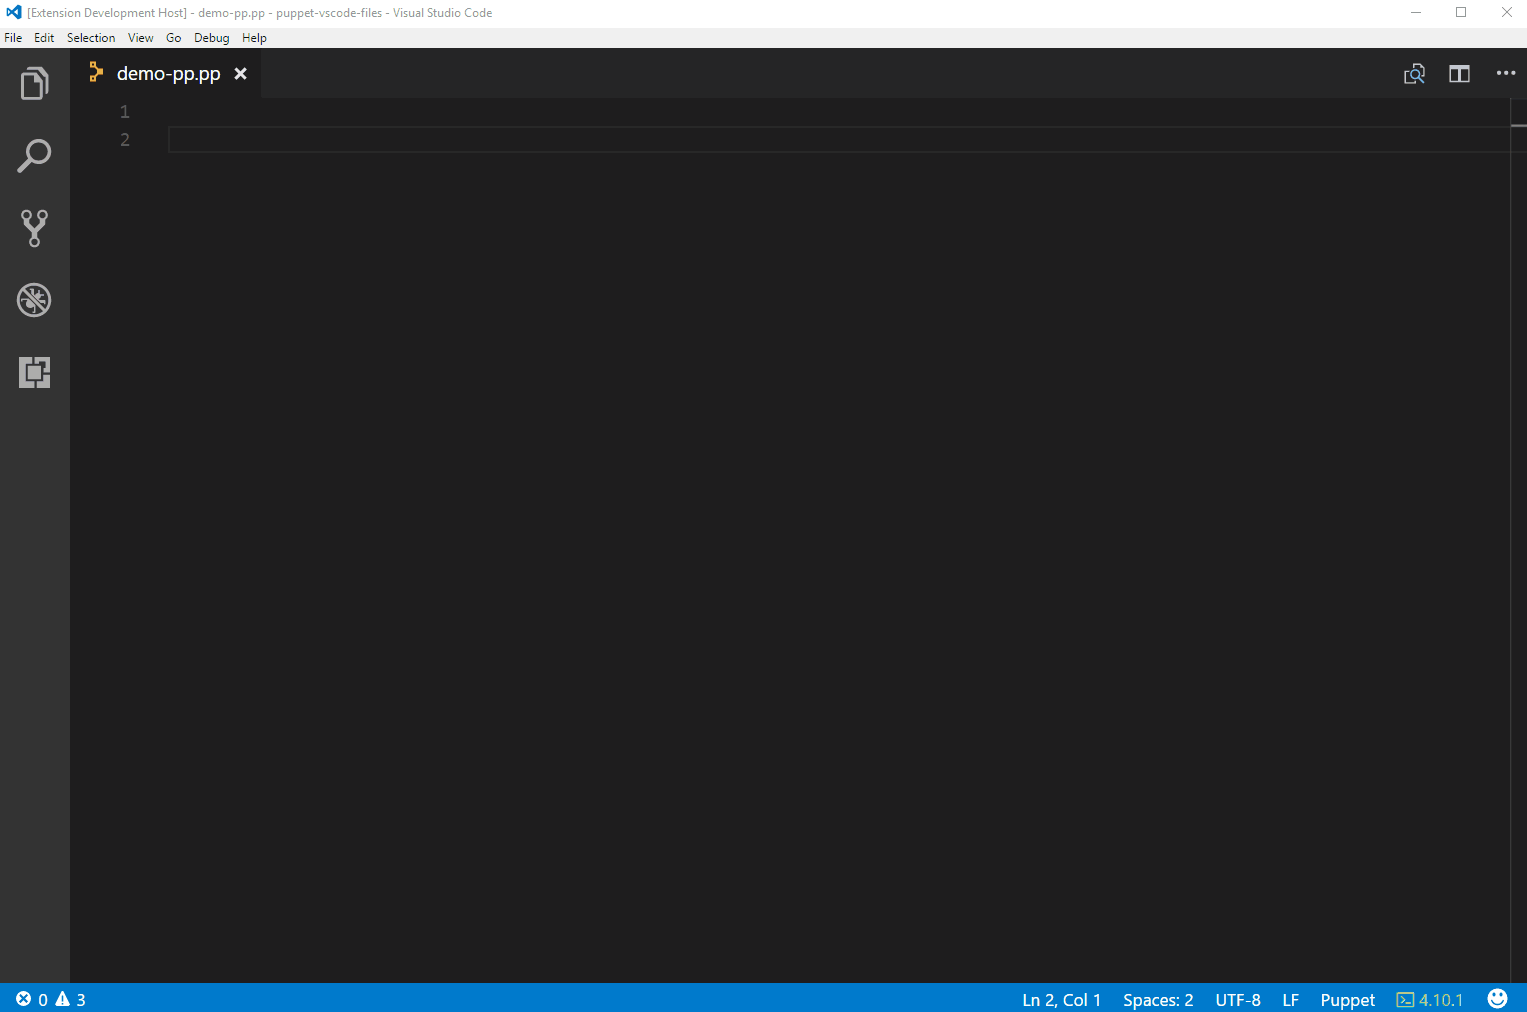 [Extension Development Host] - demo-pp.pp - puppet-vscode-files - Visual Studio Code
File Edit Selection View Go Debug Help
demo-pp.pp
1
2
0 3 Ln 2, Col 1 Spaces: 2 UTF-8 LF Puppet 4.10.1